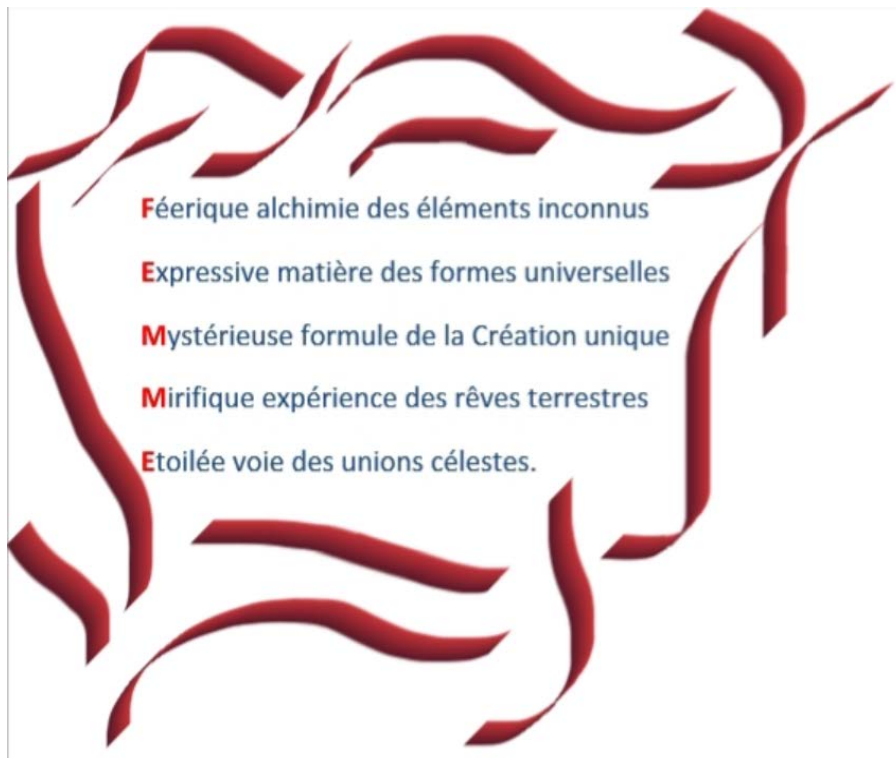 Féerique alchimie des éléments inconnus
Expressive matière des formes universelles
Mystérieuse formule de la Création unique
Mirifique expérience des rêves terrestres
Etoilée voie des unions célestes.